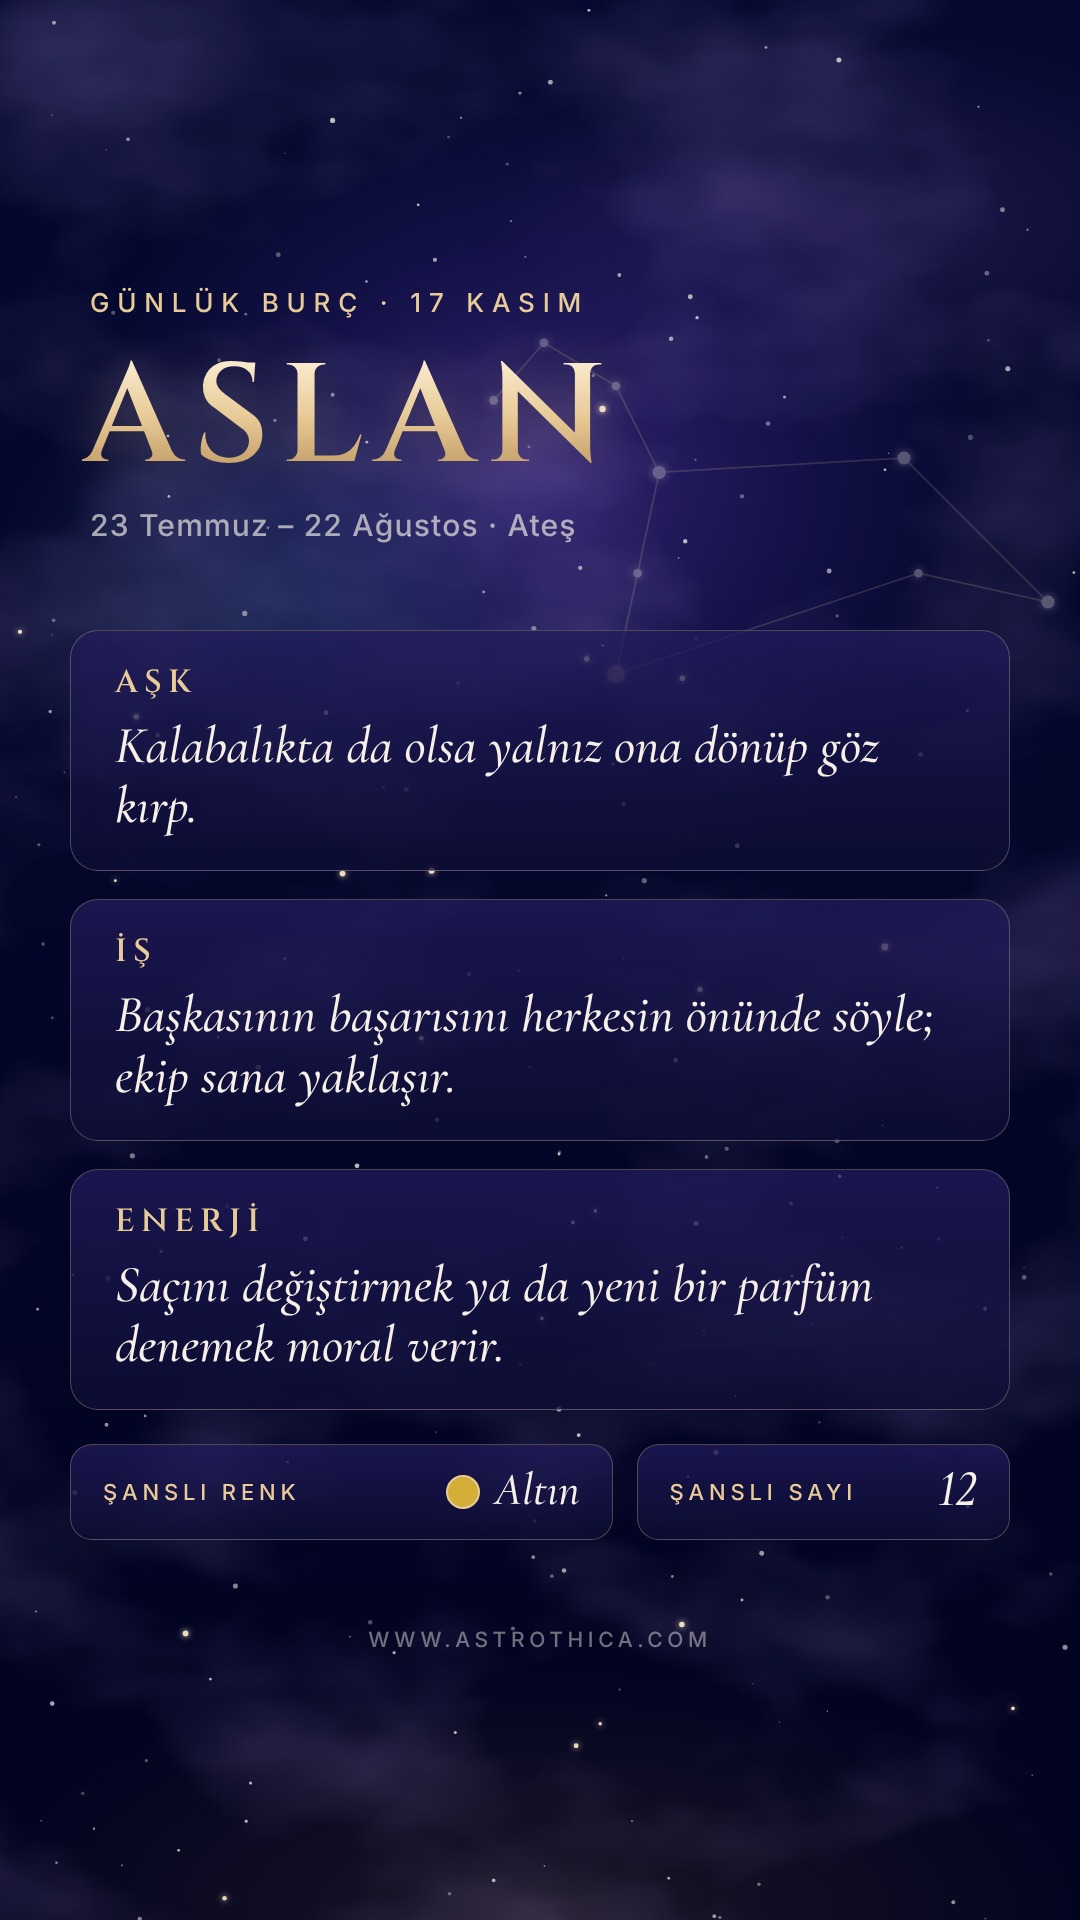 GÜNLÜK BURÇ · 17 KASIM
ASLAN
23 Temmuz – 22 Ağustos · Ateş
AŞK
Kalabalıkta da olsa yalnız ona dönüp göz
kırp.
İŞ
Başkasının başarısını herkesin önünde söyle;
ekip sana yaklaşır.
ENERJİ
Saçını değiştirmek ya da yeni bir parfüm
denemek moral verir.
ŞANSLI RENK Altın
ŞANSLI SAYI 12
WWW.ASTROTHICA.COM